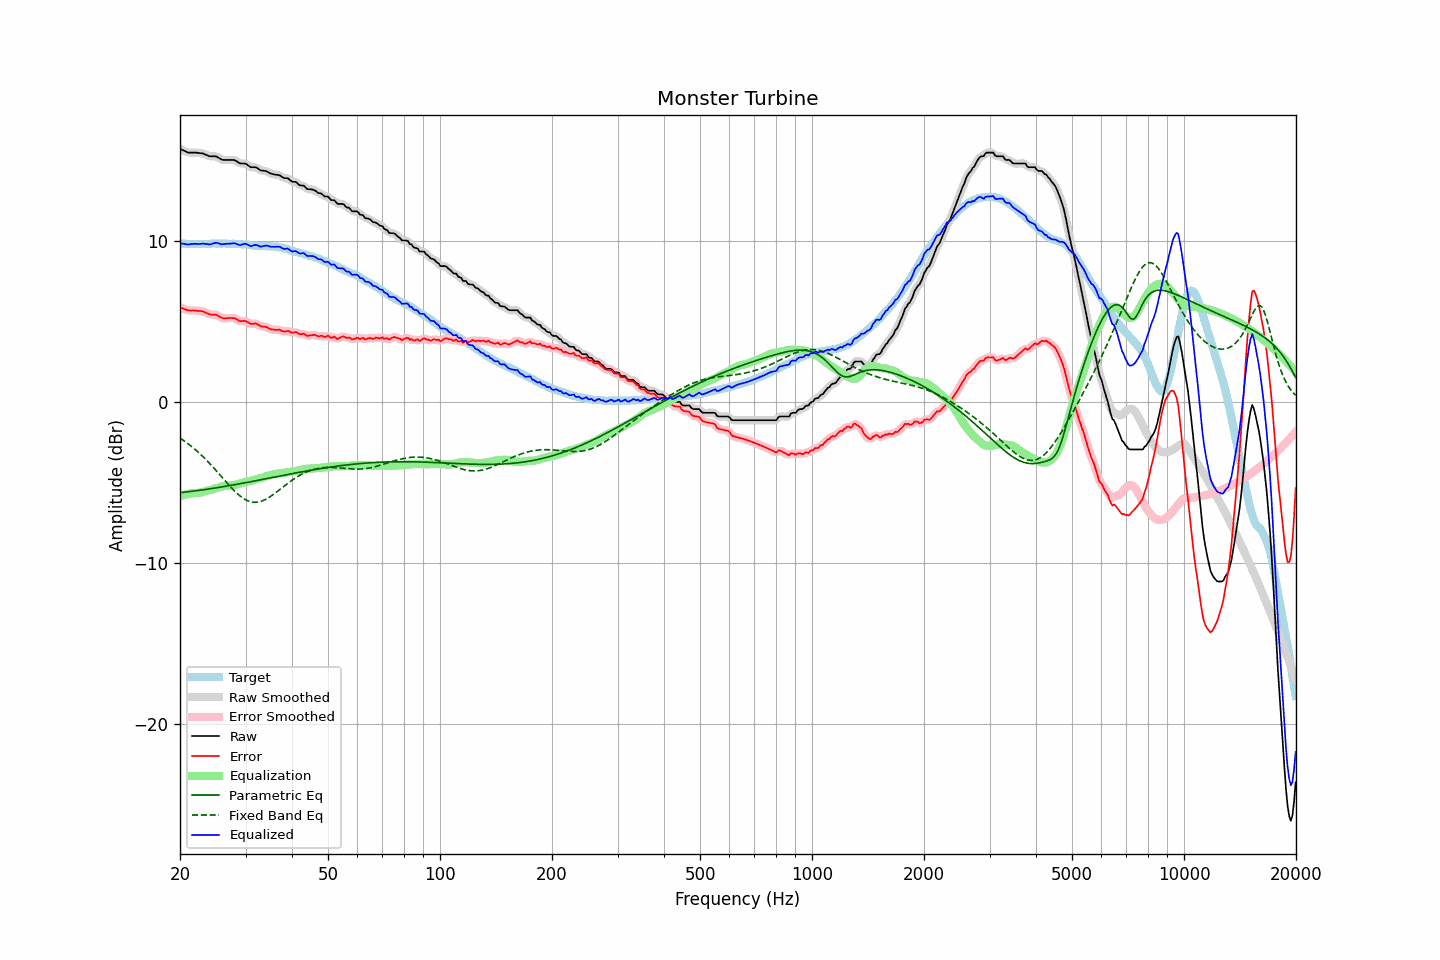 Monster Turbine
Amplitude (dBr)
10
0
−10
−20
Target
Raw Smoothed
Error Smoothed
Raw
Error
Equalization
Parametric Eq
Fixed Band Eq
Equalized
20 50 100 200 500 1000 2000 5000 10000 20000
Frequency (Hz)